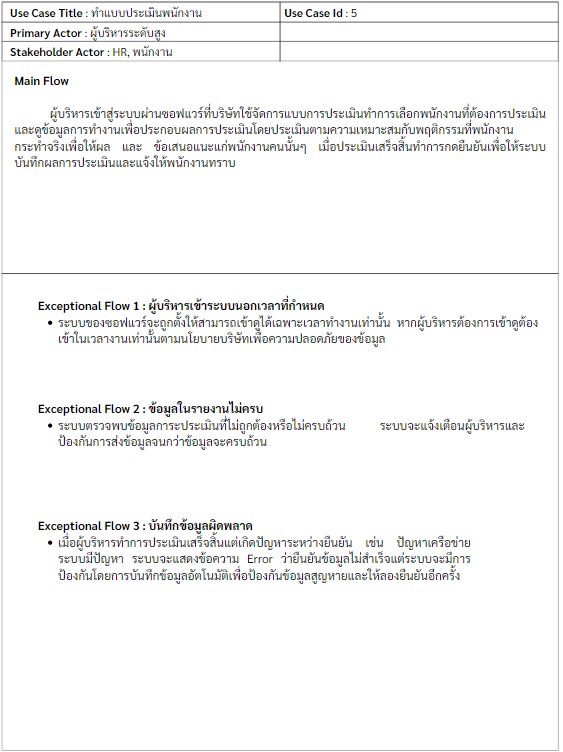 Use Case Title : ทำแบบประเมินพนักงาน Use Case Id : 5
Primary Actor : ผู้บริหารระดับสูง
Stakeholder Actor : HR, พนักงาน
Main Flow
ผู้บริหารเข้าสู่ระบบผ่านซอฟแวร์ที่บริษัทใช้จัดการแบบการประเมินทำการเลือกพนักงานที่ต้องการประเมิน
และดูข้อมูลการทำงานเพื่อประกอบผลการประเมินโดยประเมินตามความเหมาะสมกับพฤติกรรมที่พนักงาน
กระทำจริงเพื่อให้ผล และ ข้อเสนอแนะแก่พนักงานคนนั้นๆ เมื่อประเมินเสร็จสิ้นทำการกดยืนยันเพื่อให้ระบบ
บันทึกผลการประเมินและแจ้งให้พนักงานทราบ
Exceptional Flow 1 : ผู้บริหารเข้าระบบนอกเวลาที่กำหนด
• ระบบของซอฟแวร์จะถูกตั้งให้สามารถเข้าดูได้เฉพาะเวลาทำงานเท่านั้น หากผู้บริหารต้องการเข้าดูต้อง
เข้าในเวลางานเท่านั้นตามนโยบายบริษัทเพื่อความปลอดภัยของข้อมูล
Exceptional Flow 2 : ข้อมูลในรายงานไม่ครบ
• ระบบตรวจพบข้อมูลการะประเมินที่ไม่ถูกต้องหรือไม่ครบถ้วน ระบบจะแจ้งเตือนผู้บริหารและ
ป้องกันการส่งข้อมูลจนกว่าข้อมูลจะครบถ้วน
Exceptional Flow 3 : บันทึกข้อมูลผิดพลาด
• เมื่อผู้บริหารทำการประเมินเสร็จสิ้นแต่เกิดปัญหาระหว่างยืนยัน เช่น ปัญหาเครือข่าย
ระบบมีปัญหา ระบบจะแสดงข้อความ Error ว่ายืนยันข้อมูลไม่สำเร็จแต่ระบบจะมีการ
ป้องกันโดยการบันทึกข้อมูลอัตโนมัติเพื่อป้องกันข้อมูลสูญหายและให้ลองยืนยันอีกครั้ง